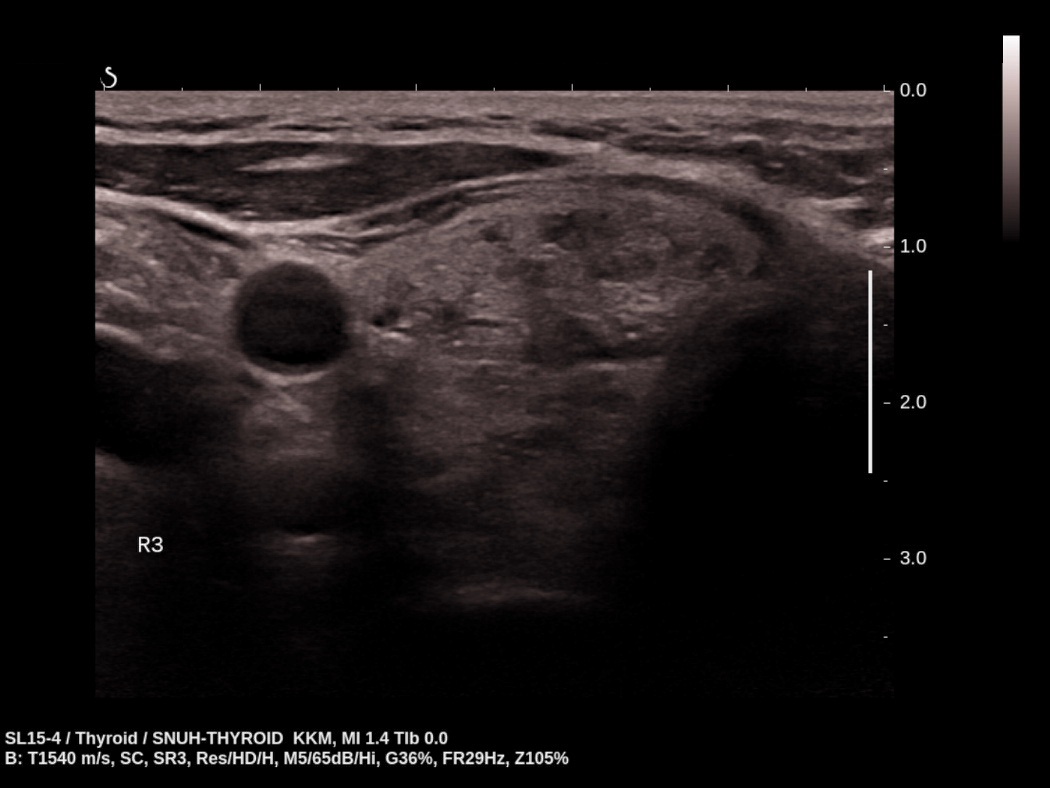 S
0.0
1.0
2.0
3.0
R3
SL15-4 / Thyroid / SNUH-THYROID KKM, MI 1.4 TIb 0.0
B: T1540 m/s, SC, SR3, Res/HD/H, M5/65dB/Hi, G36%, FR29Hz, Z105%